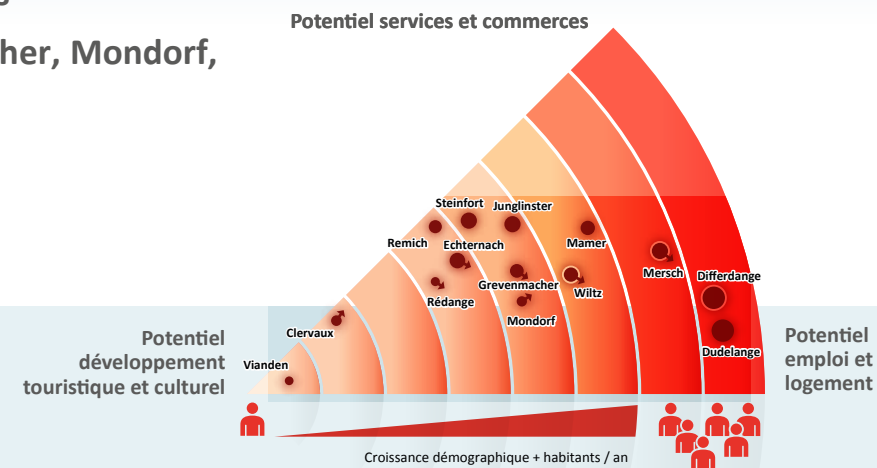 Potentiel services et commerces
her, Mondorf,
Steinfort
Junglinster
Remich
Echternach
Mamer
Mersch
Differdange
Grevenmacher
Wiltz
Rédange
Mondorf
Clervaux
Dudelange
Vianden
Potentiel
développement
touristique et culturel
Potentiel
emploi et
logement
Croissance démographique + habitants / an